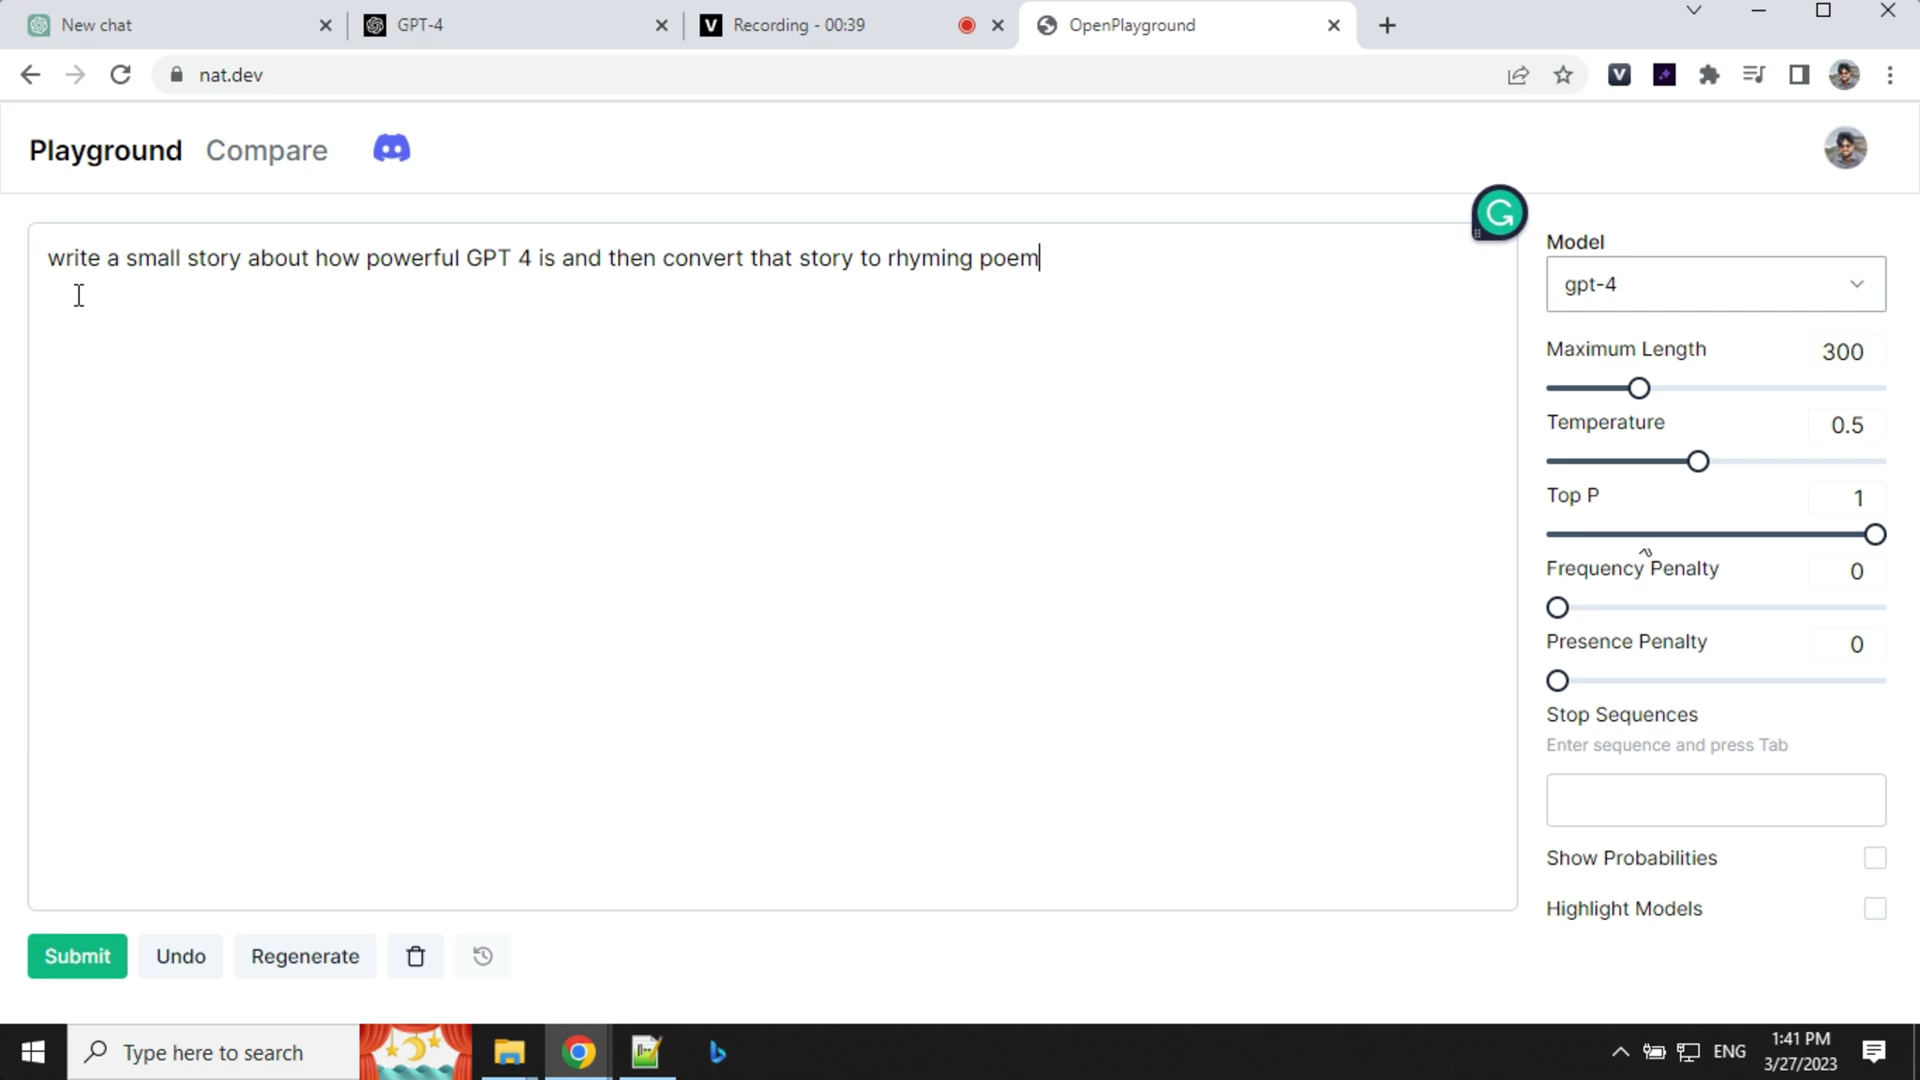 New chat
GPT-4
V
Recording - 00:39
OpenPlayground
nat.dev
V
Playground Compare
G
write a small story about how powerful GPT 4 is and then convert that story to rhyming poem
Model
gpt-4
Maximum Length 300
Temperature 0.5
Top P 1
Frequency Penalty 0
Presence Penalty 0
Stop Sequences
Enter sequence and press Tab
Show Probabilities
Highlight Models
Submit Undo Regenerate
Type here to search
ENG
1:41 PM
3/27/2023